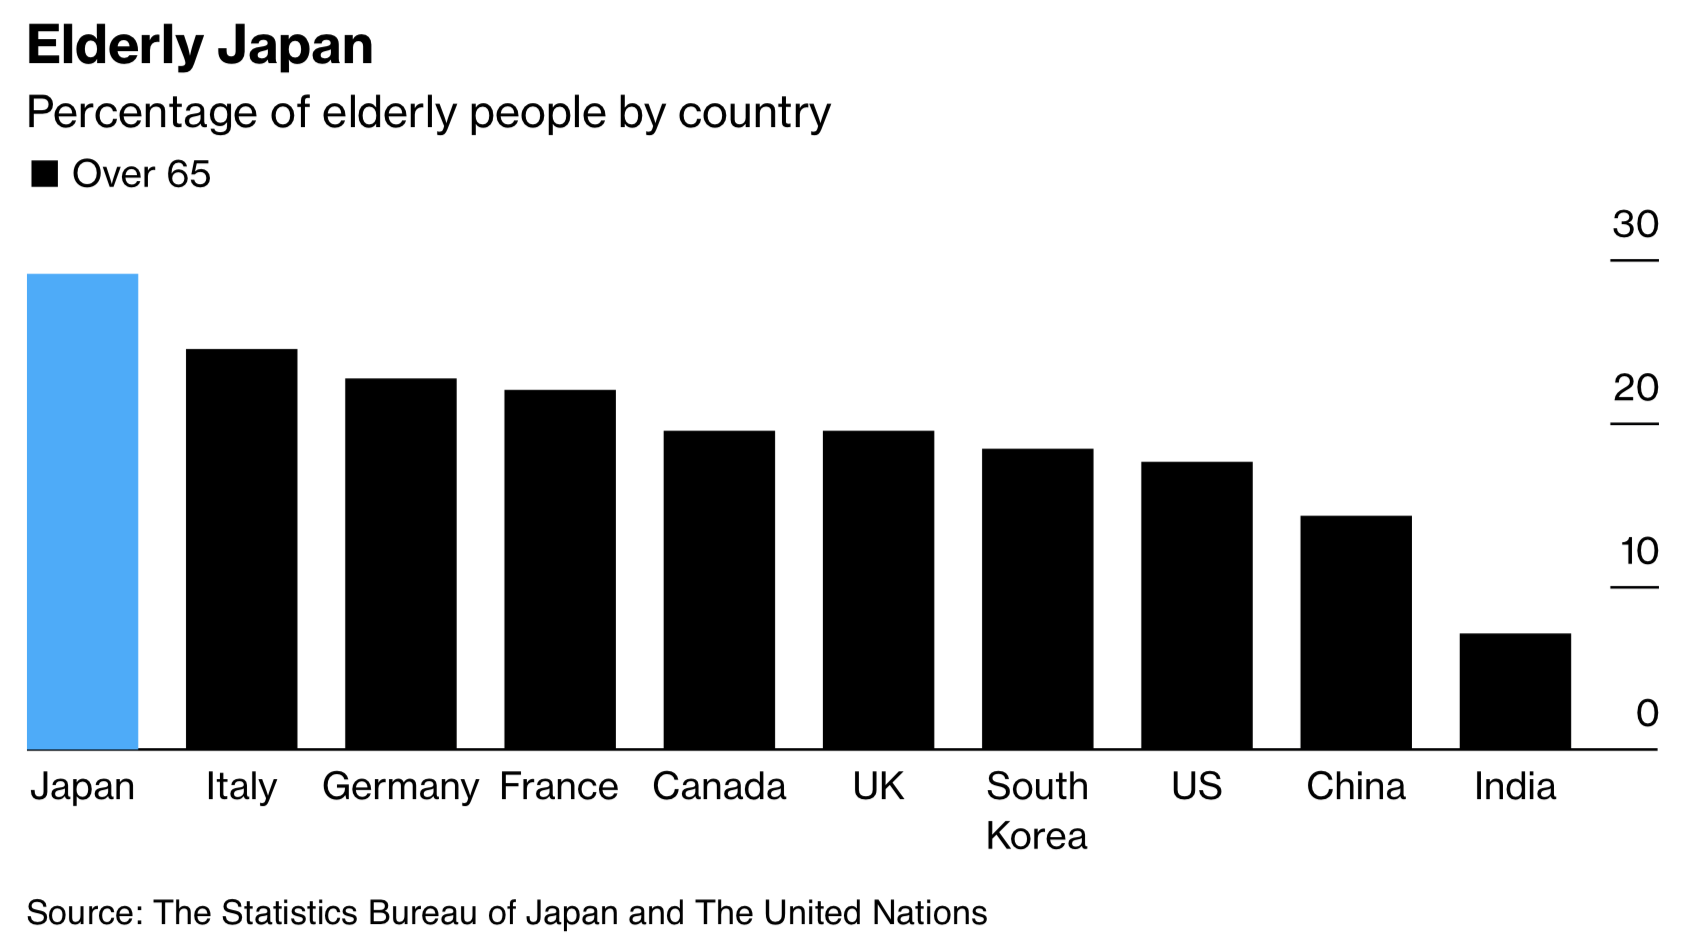 Elderly Japan
Percentage of elderly people by country
Over 65
30
20
10
0
Japan Italy Germany France Canada UK South Korea US China India
Source: The Statistics Bureau of Japan and The United Nations